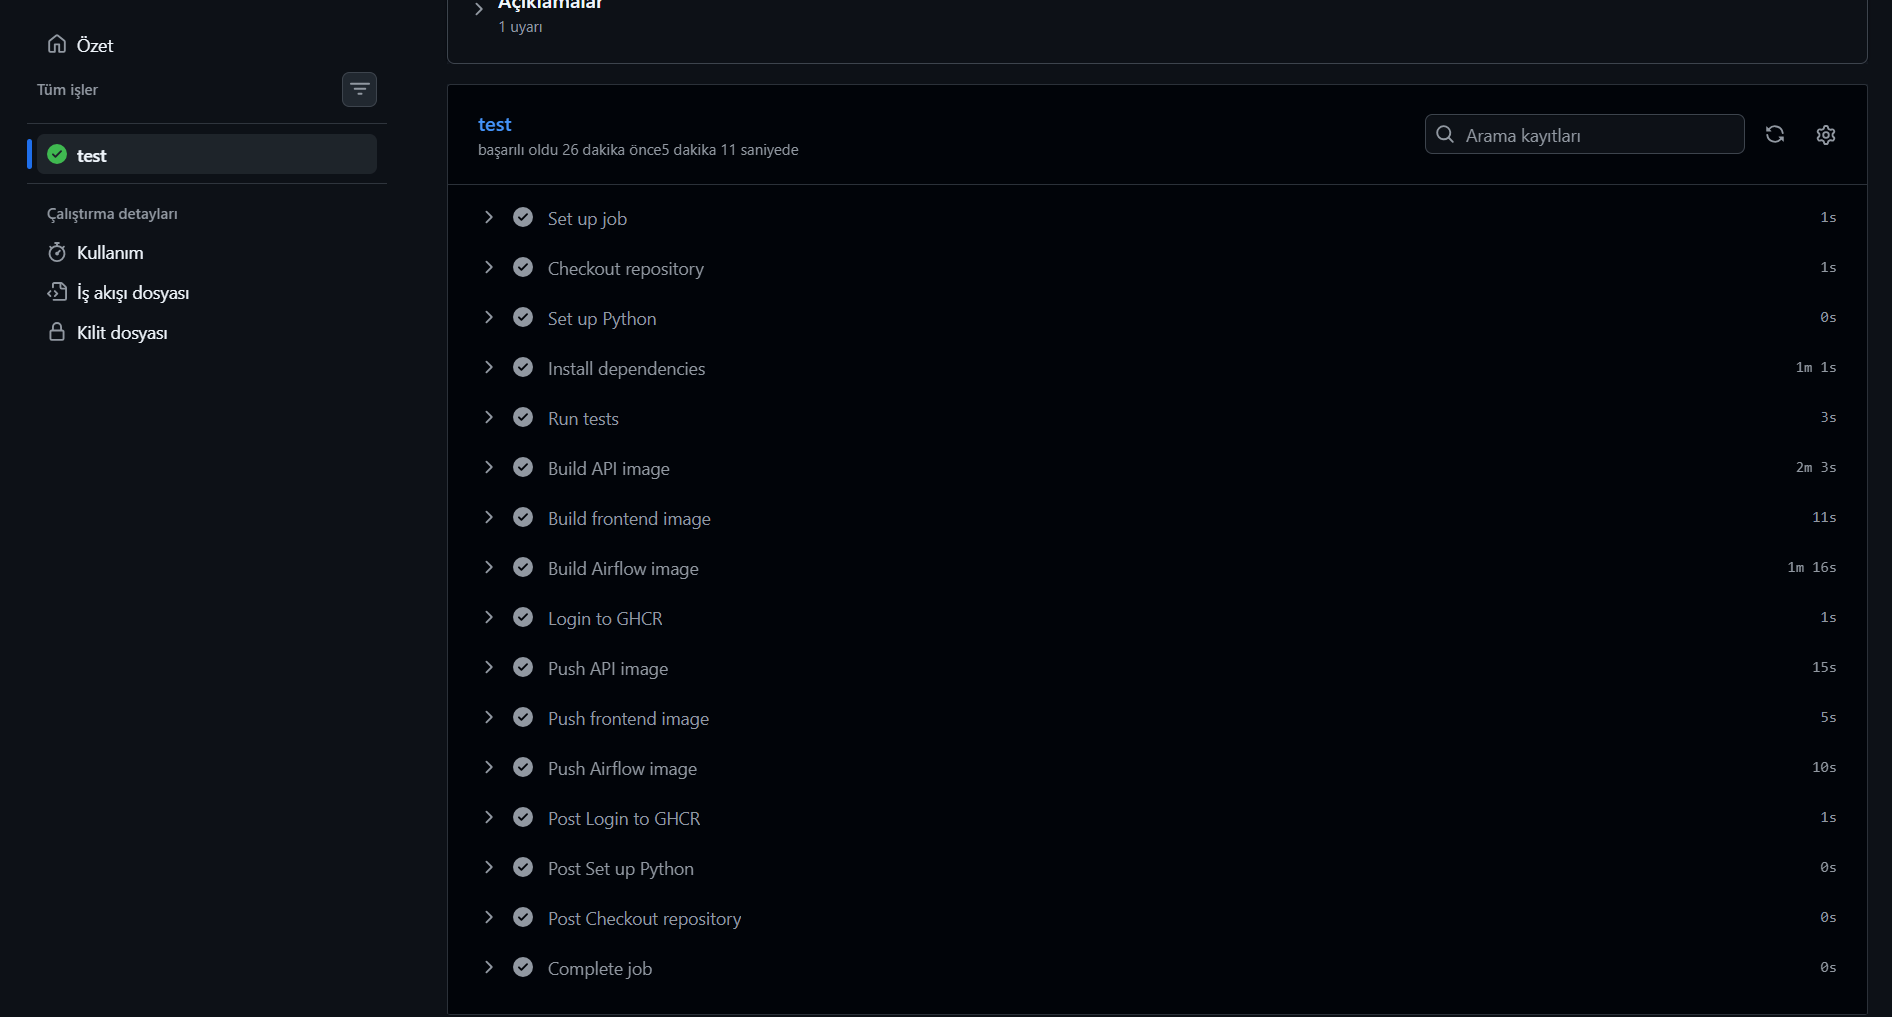 Özet
Tüm işler
test
Çalıştırma detayları
Kullanım
İş akışı dosyası
Kilit dosyası
Açıklamalar
1 uyarı
test
başarılı oldu 26 dakika önce5 dakika 11 saniyede
Arama kayıtları
Set up job 1s
Checkout repository 1s
Set up Python 0s
Install dependencies 1m 1s
Run tests 3s
Build API image 2m 3s
Build frontend image 11s
Build Airflow image 1m 16s
Login to GHCR 1s
Push API image 15s
Push frontend image 5s
Push Airflow image 10s
Post Login to GHCR 1s
Post Set up Python 0s
Post Checkout repository 0s
Complete job 0s